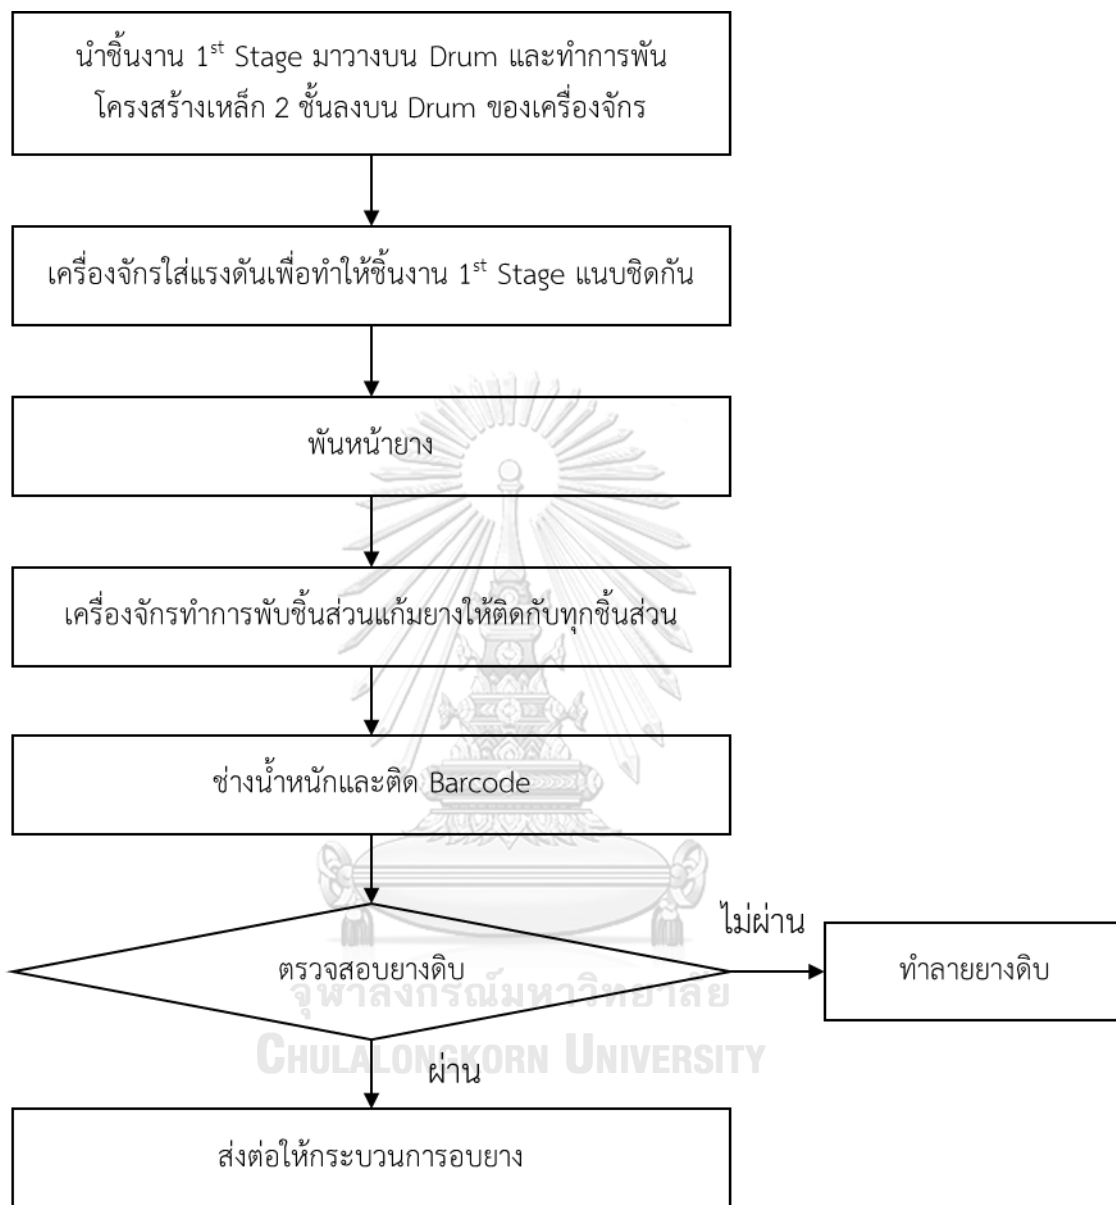 นำชิ้นงาน 1st Stage มาวางบน Drum และทำการพัน
โครงสร้างเหล็ก 2 ชั้นลงบน Drum ของเครื่องจักร
เครื่องจักรใส่แรงดันเพื่อทำให้ชิ้นงาน 1st Stage แนบชิดกัน
พันหน้ายาง
เครื่องจักรทำการพับชิ้นส่วนแก้มยางให้ติดกับทุกชิ้นส่วน
ช่างน้ำหนักและติด Barcode
ไม่ผ่าน
ตรวจสอบยางดิบ
ทำลายยางดิบ
จุฬาลงกรณ์มหาวิทยาลัย
CHULALONGKORN UNIVERSITY
ผ่าน
ส่งต่อให้กระบวนการอบยาง